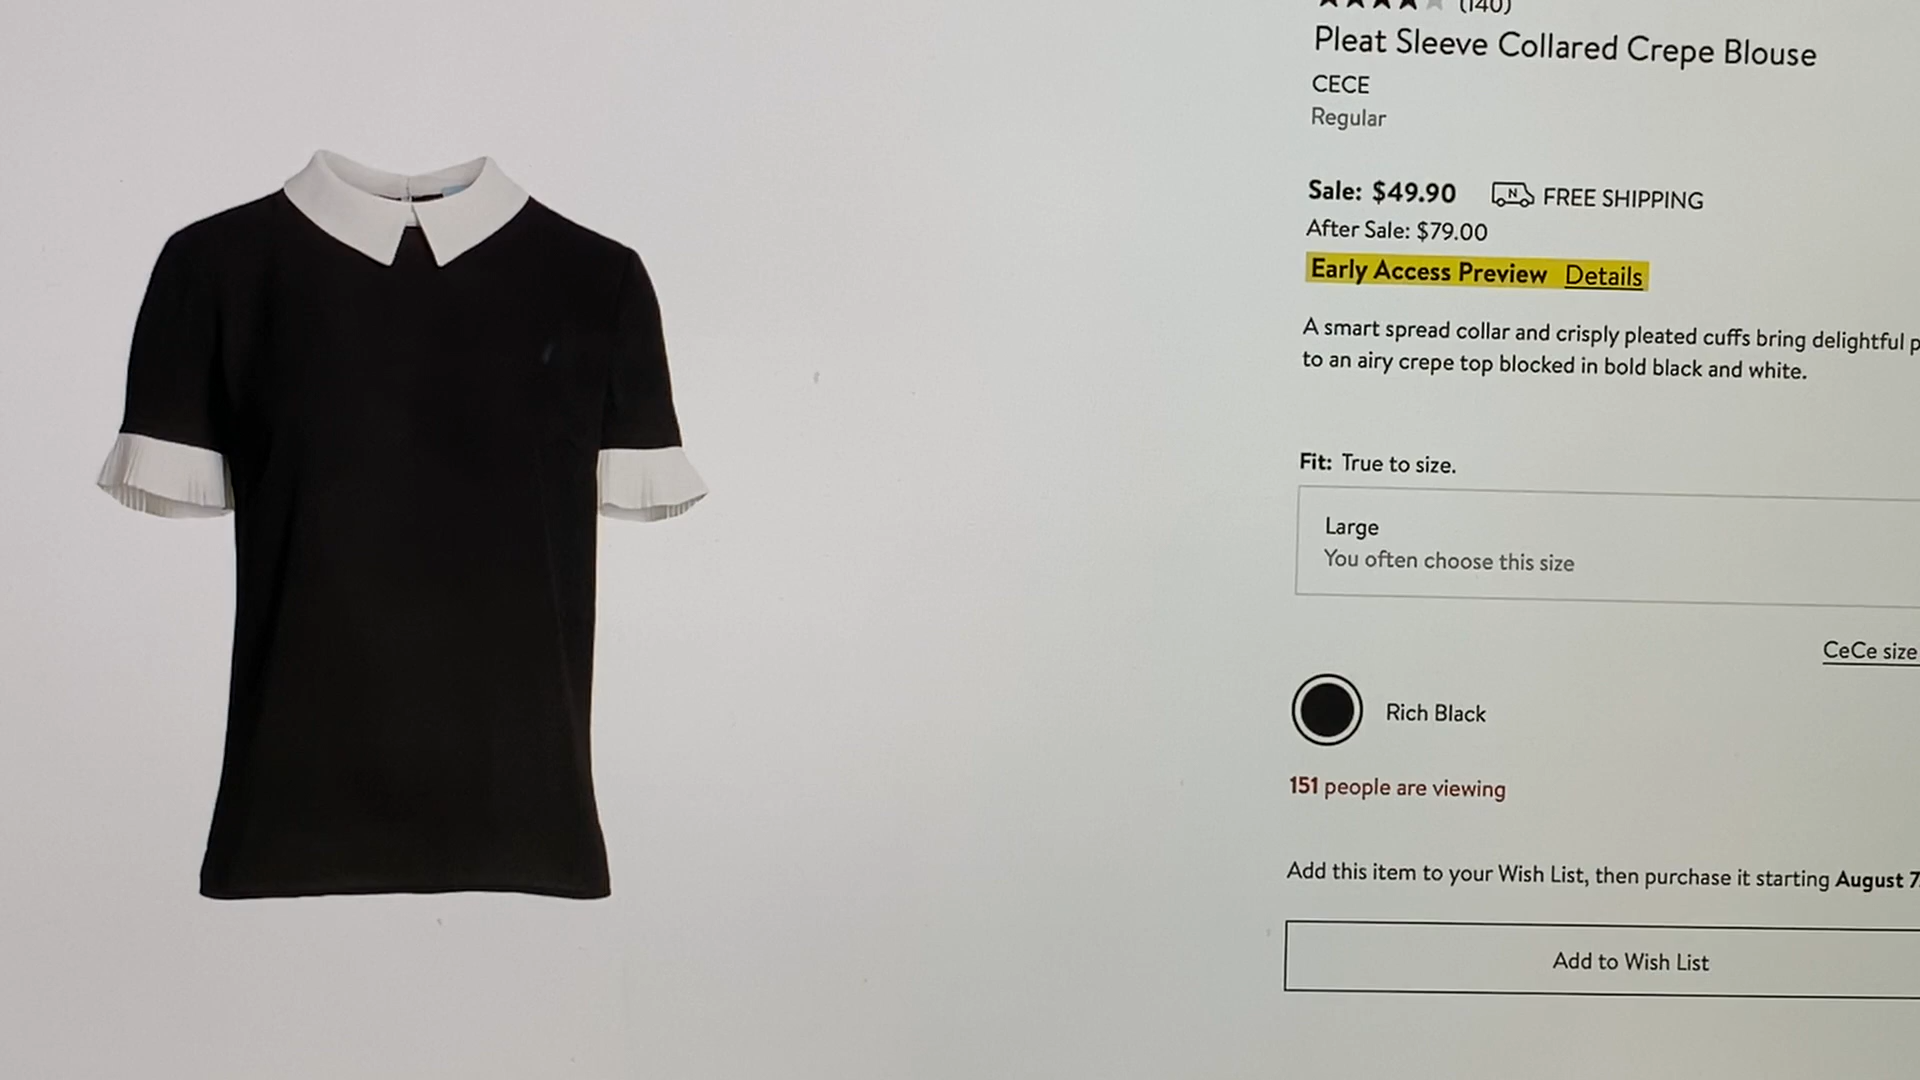 (140)
Pleat Sleeve Collared Crepe Blouse
CECE
Regular
Sale: $49.90 N FREE SHIPPING
After Sale: $79.00
Early Access Preview Details
A smart spread collar and crisply pleated cuffs bring delightful
to an airy crepe top blocked in bold black and white.
Fit: True to size.
Large
You often choose this size
CeCe size
Rich Black
151 people are viewing
Add this item to your Wish List, then purchase it starting August 7
Add to Wish List